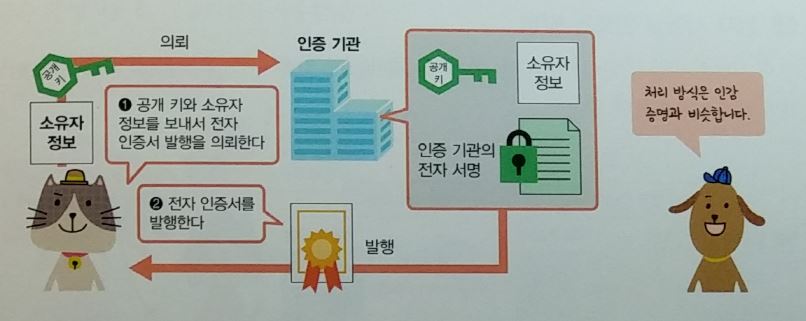 의뢰
인증 기관
공개
키
소유자
정보
❶ 공개 키와 소유자
정보를 보내서 전자
인증서 발행을 의뢰한다
❷ 전자 인증서를
발행한다
발행
공개
키
소유자
정보
인증 기관의
전자 서명
처리 방식은 인감
증명과 비슷합니다.